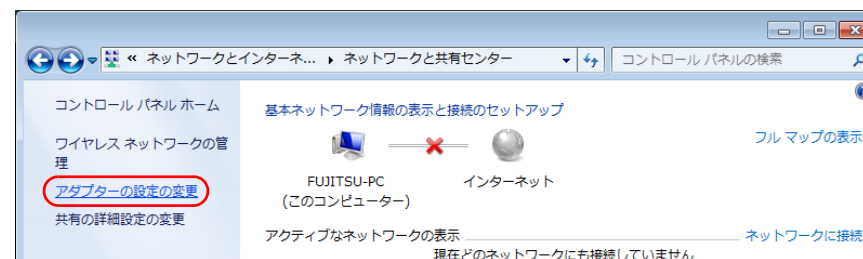 « ネットワークとインターネ... ▸ ネットワークと共有センター
コントロール パネルの検索
コントロール パネル ホーム
ワイヤレス ネットワークの管
理
アダプターの設定の変更
共有の詳細設定の変更
基本ネットワーク情報の表示と接続のセットアップ
フル マップの表示
FUJITSU-PC
(このコンピューター)
インターネット
アクティブなネットワークの表示
ネットワークに接続
現在どのネットワークにも接続していません